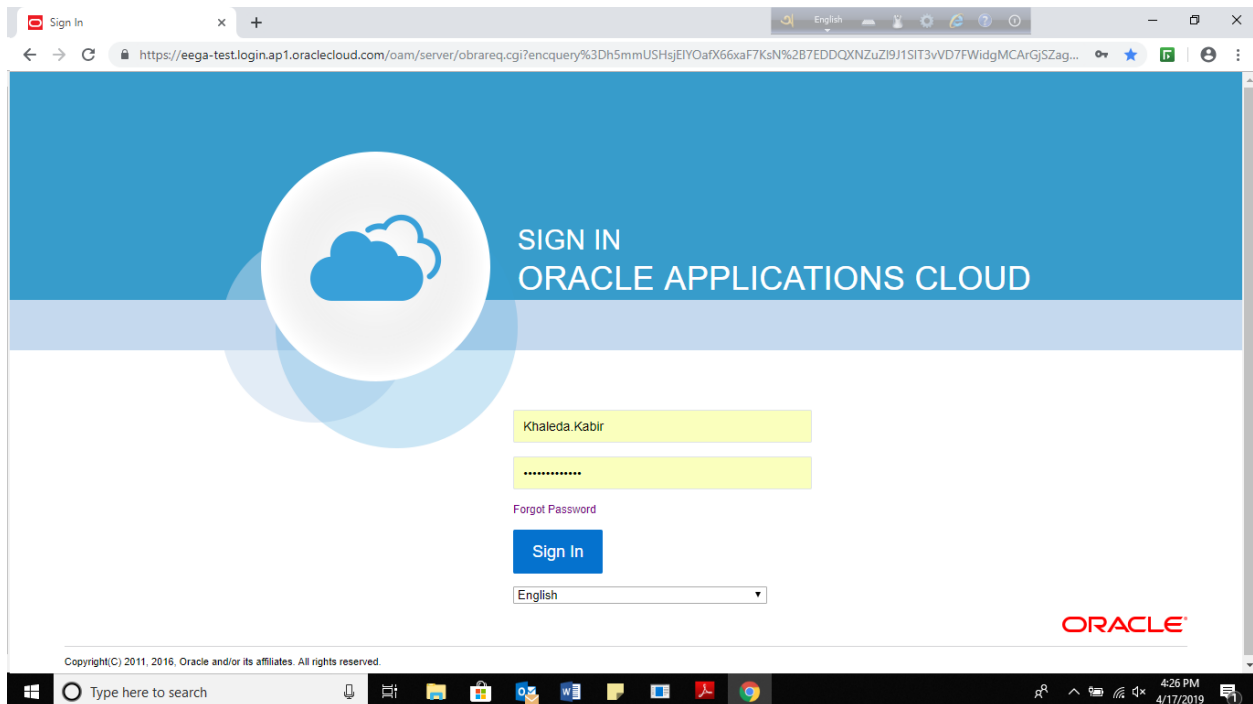 Sign In
English
https://eega-test.login.ap1.oraclecloud.com/oam/server/obrareq.cgi?encquery%3Dh5mmUSHsjEIYOafX66xaF7KsN%2B7EDDQXNZuZI9J1SIT3vVD7FWidgMCArGjSZag...
SIGN IN
ORACLE APPLICATIONS CLOUD
Khaleda.Kabir
•••••••••••••
Forgot Password
Sign In
English
ORACLE
Copyright(C) 2011, 2016, Oracle and/or its affiliates. All rights reserved.
Type here to search
4:26 PM
4/17/2019